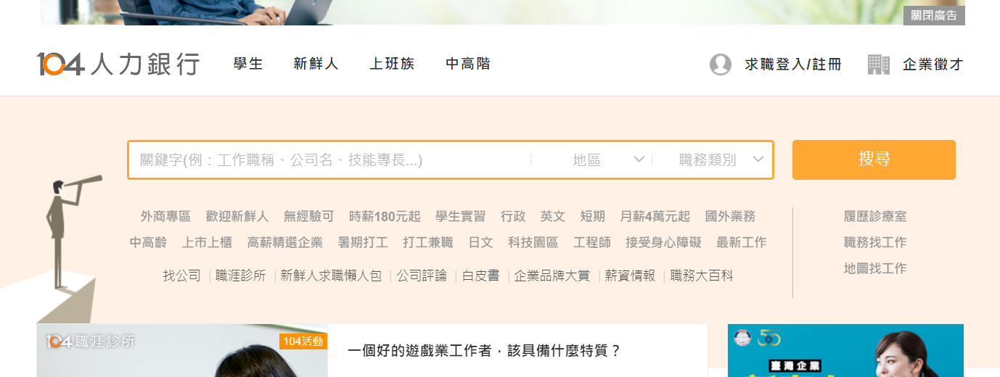 關閉廣告
104人力銀行 學生 新鮮人 上班族 中高階 求職登入/註冊 企業徵才
關鍵字(例：工作職稱、公司名、技能專長...) 地區 職務類別 搜尋
外商專區 歡迎新鮮人 無經驗可 時薪180元起 學生實習 行政 英文 短期 月薪4萬元起 國外業務 履歷診療室
中高齡 上市上櫃 高薪精選企業 暑期打工 打工兼職 日文 科技園區 工程師 接受身心障礙 最新工作 職務找工作
地圖找工作
找公司 | 職涯診所 | 新鮮人求職懶人包 | 公司評論 | 白皮書 | 企業品牌大賞 | 薪資情報 | 職務大百科
104職涯診所 104活動 一個好的遊戲業工作者，該具備什麼特質？
50
臺灣企業